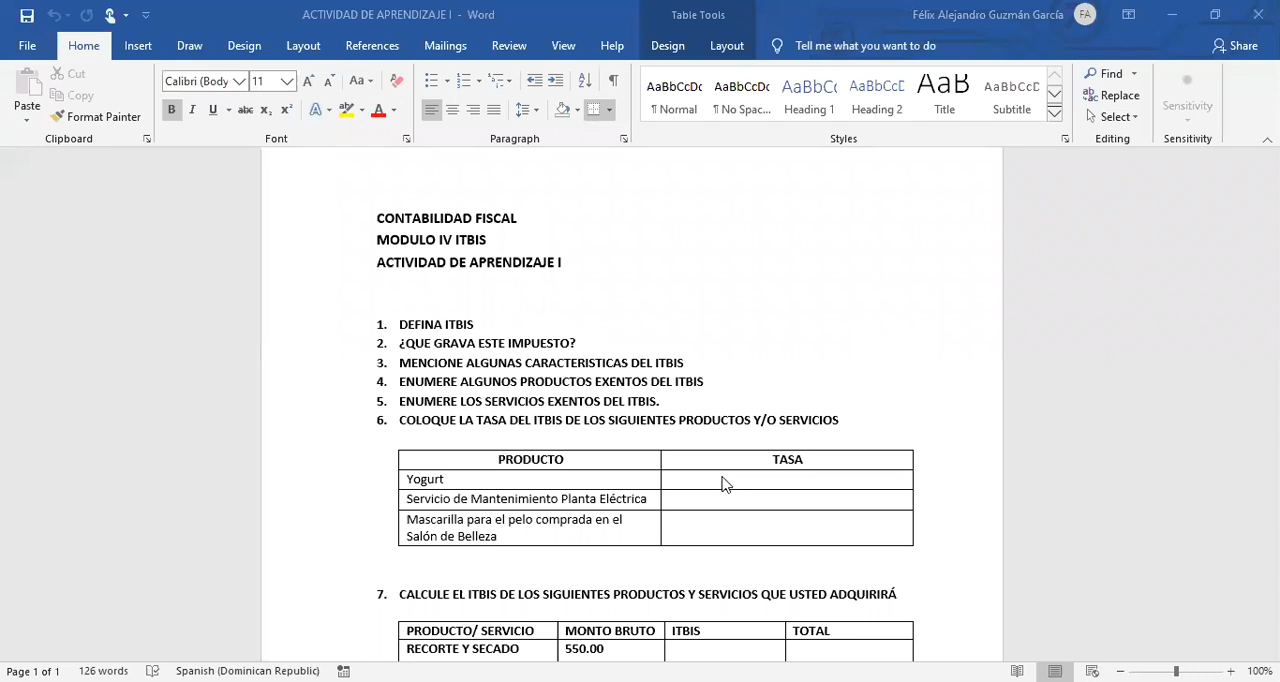 ACTIVIDAD DE APRENDIZAJE I - Word
Table Tools
Félix Alejandro Guzmán García
FA
File
Home
Insert
Draw
Design
Layout
References
Mailings
Review
View
Help
Design
Layout
Tell me what you want to do
Share
Paste
Cut
Copy
Format Painter
Clipboard
Calibri (Body
11
Aa
B I U abc x₂ x²
A
A
Font
Paragraph
AaBbCcDc
¶ Normal
AaBbCcDc
¶ No Spac...
AaBbCc
Heading 1
AaBbCcD
Heading 2
AaB
Title
AaBbCcD
Subtitle
Styles
Find
Replace
Select
Editing
Sensitivity
Sensitivity
CONTABILIDAD FISCAL
MODULO IV ITBIS
ACTIVIDAD DE APRENDIZAJE I
1. DEFINA ITBIS
2. ¿QUE GRAVA ESTE IMPUESTO?
3. MENCIONE ALGUNAS CARACTERISTICAS DEL ITBIS
4. ENUMERE ALGUNOS PRODUCTOS EXENTOS DEL ITBIS
5. ENUMERE LOS SERVICIOS EXENTOS DEL ITBIS.
6. COLOQUE LA TASA DEL ITBIS DE LOS SIGUIENTES PRODUCTOS Y/O SERVICIOS
PRODUCTO TASA
Yogurt
Servicio de Mantenimiento Planta Eléctrica
Mascarilla para el pelo comprada en el
Salón de Belleza
7. CALCULE EL ITBIS DE LOS SIGUIENTES PRODUCTOS Y SERVICIOS QUE USTED ADQUIRIRÁ
PRODUCTO/ SERVICIO MONTO BRUTO ITBIS TOTAL
RECORTE Y SECADO 550.00
Page 1 of 1
126 words
Spanish (Dominican Republic)
100%